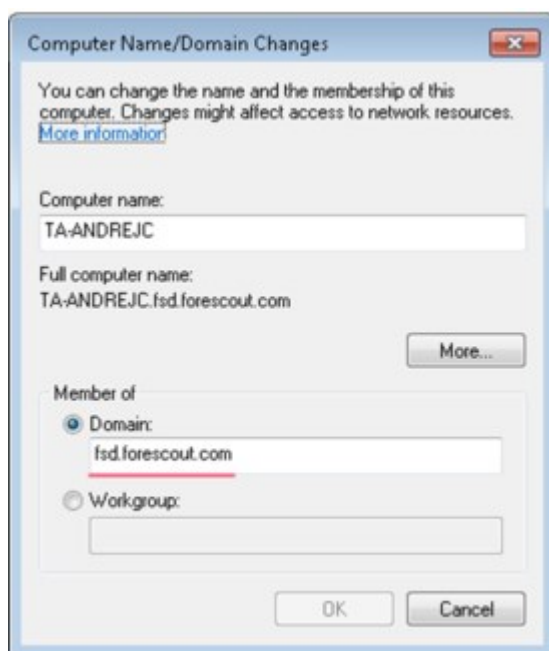 Computer Name/Domain Changes
You can change the name and the membership of this
computer. Changes might affect access to network resources.
More information
Computer name:
TA-ANDREJC
Full computer name:
TA-ANDREJC.fsd.forescout.com
More...
Member of
Domain:
fsd.forescout.com
Workgroup:
OK
Cancel